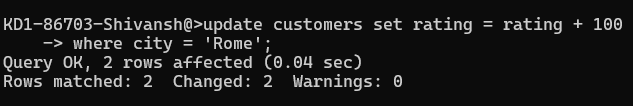 KD1-86703-Shivansh@>update customers set rating = rating + 100
    -> where city = 'Rome';
Query OK, 2 rows affected (0.04 sec)
Rows matched: 2  Changed: 2  Warnings: 0